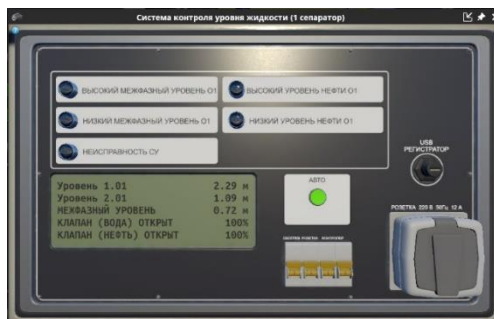 Система контроля уровня жидкости (1 сепаратор)
ВЫСОКИЙ МЕЖФАЗНЫЙ УРОВЕНЬ О1
ВЫСОКИЙ УРОВЕНЬ НЕФТИ О1
НИЗКИЙ МЕЖФАЗНЫЙ УРОВЕНЬ О1
НИЗКИЙ УРОВЕНЬ НЕФТИ О1
НЕИСПРАВНОСТЬ СУ
USB
РЕГИСТРАТОР
АВТО
Уровень 1.01 2.29 м
Уровень 2.01 1.09 м
МЕЖФАЗНЫЙ УРОВЕНЬ 0.72 м
КЛАПАН (ВОДА) ОТКРЫТ 100%
КЛАПАН (НЕФТЬ) ОТКРЫТ 100%
РОЗЕТКА 220 В 50Гц 12 А